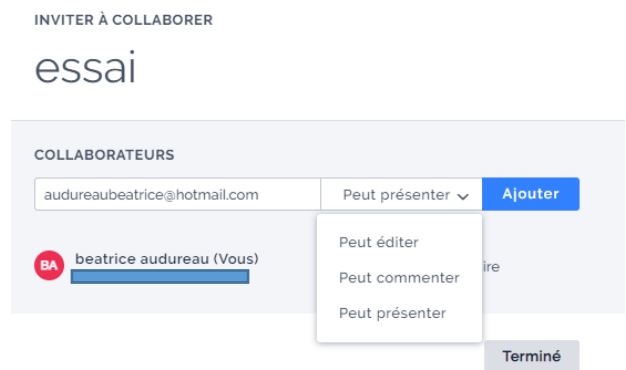 INVITER À COLLABORER
essai
COLLABORATEURS
audureaubeatrice@hotmail.com Peut présenter Ajouter
Peut éditer
BA beatrice audureau (Vous) ire
Peut commenter
Peut présenter
Terminé